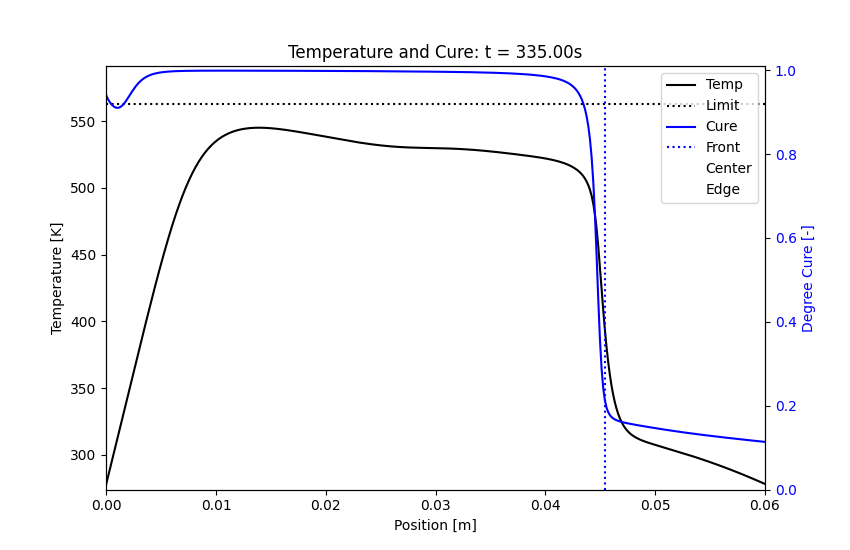 Temperature and Cure: t = 335.00s
Temp
Limit
Cure
Front
Center
Edge
550
500
450
400
350
300
Temperature [K]
1.0
0.8
0.6
0.4
0.2
0.0
Degree Cure [-]
0.00 0.01 0.02 0.03 0.04 0.05 0.06
Position [m]